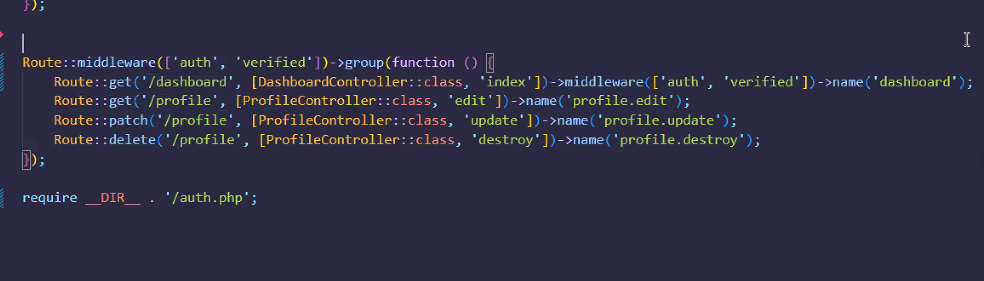 });
Route::middleware(['auth', 'verified'])->group(function () {
    Route::get('/dashboard', [DashboardController::class, 'index'])->middleware(['auth', 'verified'])->name('dashboard');
    Route::get('/profile', [ProfileController::class, 'edit'])->name('profile.edit');
    Route::patch('/profile', [ProfileController::class, 'update'])->name('profile.update');
    Route::delete('/profile', [ProfileController::class, 'destroy'])->name('profile.destroy');
});
require __DIR__ . '/auth.php';